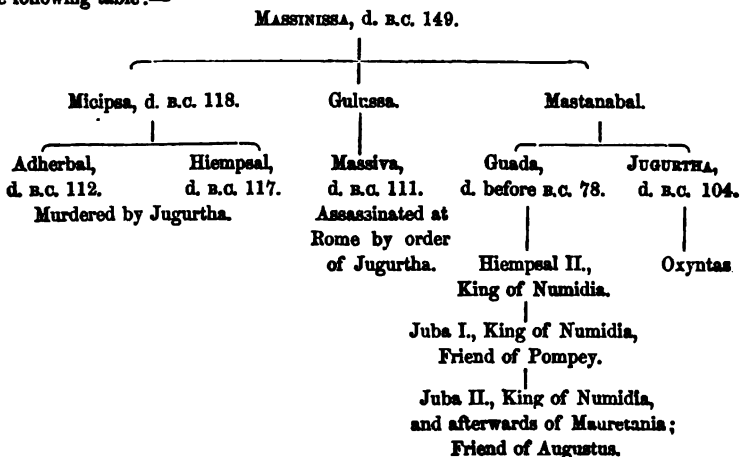 following table:—
MASSINISSA, d. B.C. 149.
Micipsa, d. B.C. 118. Gulussa. Mastanabal.
Adherbal, Hiempsal, Massiva, Guada, JUGURTHA,
d. B.C. 112. d. B.C. 117. d. B.C. 111. d. before B.C. 78. d. B.C. 104.
Murdered by Jugurtha. Assassinated at
Rome by order
of Jugurtha. Hiempsal II., Oxyntas
King of Numidia.
Juba I., King of Numidia,
Friend of Pompey.
Juba II., King of Numidia,
and afterwards of Mauretania;
Friend of Augustus.